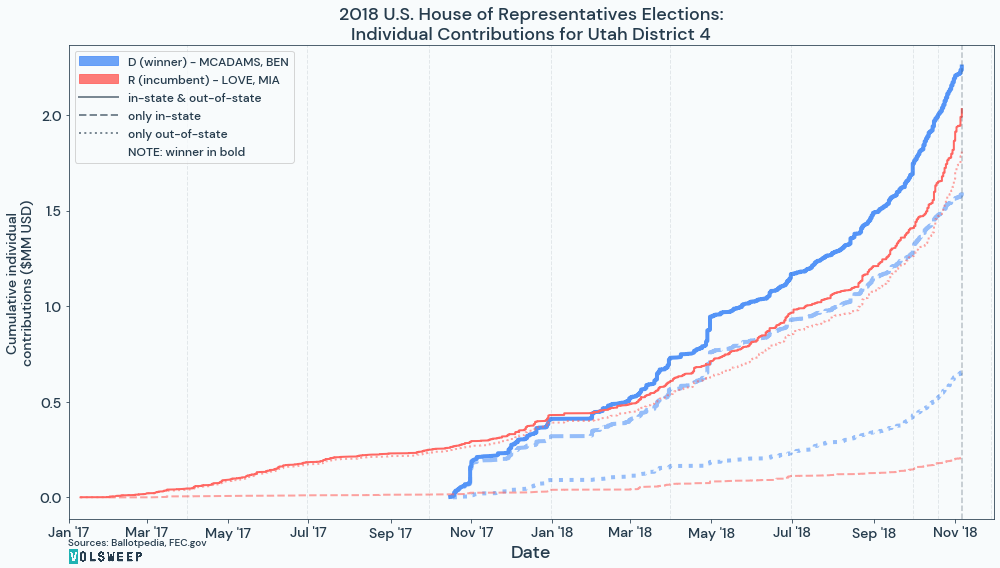 2018 U.S. House of Representatives Elections:
Individual Contributions for Utah District 4
D (winner) – MCADAMS, BEN
R (incumbent) – LOVE, MIA
in-state & out-of-state
only in-state
only out-of-state
NOTE: winner in bold
Cumulative individual
contributions ($MM USD)
2.0
1.5
1.0
0.5
0.0
Jan '17 Mar '17 May '17 Jul '17 Sep '17 Nov '17 Jan '18 Mar '18 May '18 Jul '18 Sep '18 Nov '18
Date
Sources: Ballotpedia, FEC.gov
VOLSWEEP